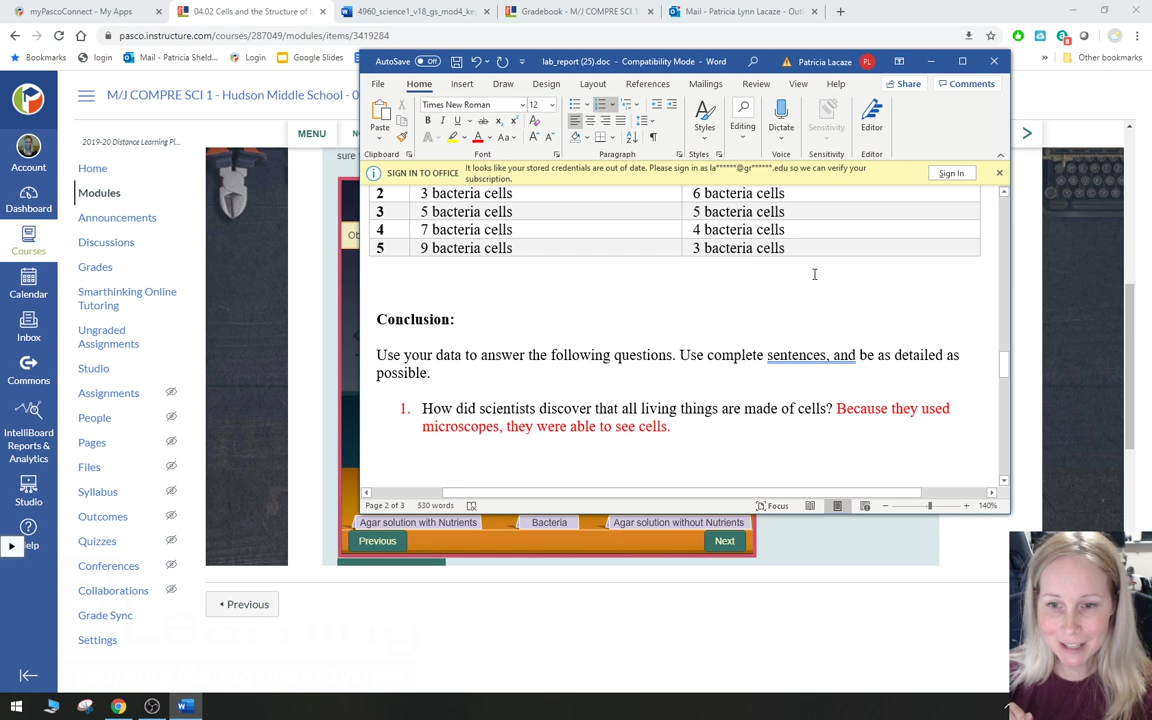 myPascoConnect - My Apps
04.02 Cells and the Structure of L
4960_science1_v18_gs_mod4_key
Gradebook - M/J COMPRE SCI 1
Mail - Patricia Lynn Lacaze - Out
pasco.instructure.com/courses/287049/modules/items/3419284
Bookmarks
login
Mail - Patricia Sheld...
Login
Google Slides
Other bookmarks
M/J COMPRE SCI 1 - Hudson Middle School - 0
2019-20 Distance Learning Pl...
Home
Modules
Announcements
Discussions
Grades
Smarthinking Online
Tutoring
Ungraded
Assignments
Studio
Assignments
People
Pages
Files
Syllabus
Outcomes
Quizzes
Conferences
Collaborations
Grade Sync
Settings
Account
Dashboard
Courses
Calendar
Inbox
Commons
IntelliBoard
Reports &
Analytics
Studio
MENU
AutoSave Off
lab_report (25).doc - Compatibility Mode - Word
Patricia Lacaze PL
File Home Insert Draw Design Layout References Mailings Review View Help
Share
Comments
Times New Roman 12
Paste
Styles
Editing
Dictate
Sensitivity
Editor
Clipboard
Font
Paragraph
Styles
Voice
Sensitivity
Editor
SIGN IN TO OFFICE
It looks like your stored credentials are out of date. Please sign in as la******@gr******.edu so we can verify your
subscription.
Sign In
2 3 bacteria cells 6 bacteria cells
3 5 bacteria cells 5 bacteria cells
4 7 bacteria cells 4 bacteria cells
5 9 bacteria cells 3 bacteria cells
Conclusion:
Use your data to answer the following questions. Use complete sentences, and be as detailed as
possible.
1. How did scientists discover that all living things are made of cells? Because they used
microscopes, they were able to see cells.
Page 2 of 3 530 words
Focus
140%
Agar solution with Nutrients
Bacteria
Agar solution without Nutrients
Previous
Next
Previous